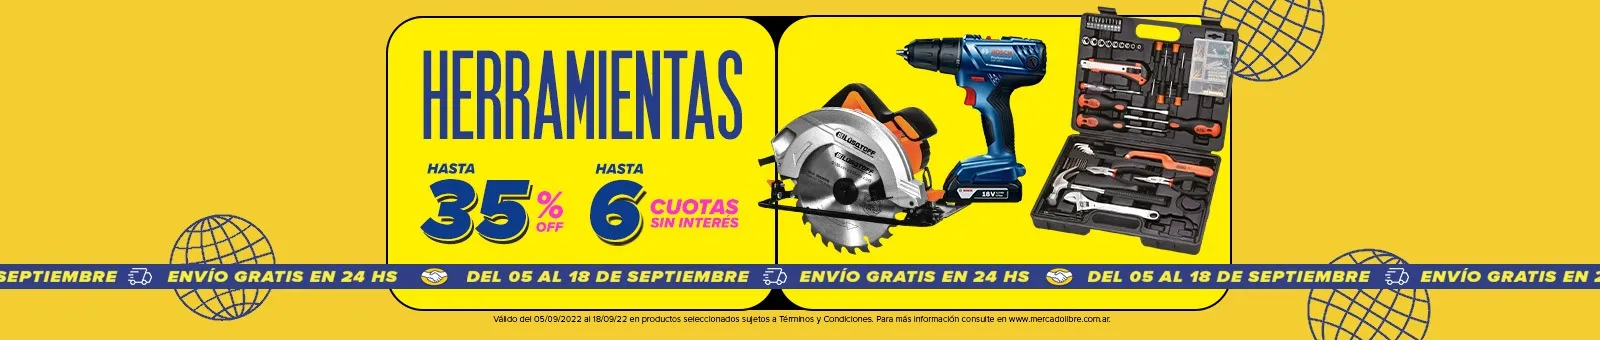 HERRAMIENTAS
HASTA
35% OFF
HASTA
6 CUOTAS SIN INTERÉS
BOSCH
LÜSQTOFF
LÜSQTOFF
BOSCH
18V
SEPTIEMBRE ENVÍO GRATIS EN 24 HS DEL 05 AL 18 DE SEPTIEMBRE ENVÍO GRATIS EN 24 HS DEL 05 AL 18 DE SEPTIEMBRE ENVÍO GRATIS EN 2
Válido del 05/09/2022 al 18/09/22 en productos seleccionados sujetos a Términos y Condiciones. Para más información consulte en www.mercadolibre.com.ar.